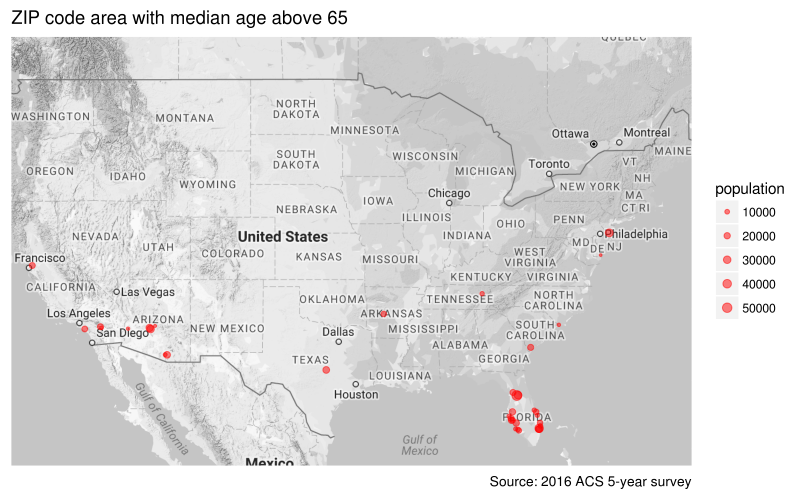 ZIP code area with median age above 65
QUEBEC
WASHINGTON
MONTANA
NORTH
DAKOTA
MINNESOTA
Ottawa
Montreal
MAINE
OREGON
IDAHO
SOUTH
DAKOTA
WISCONSIN
MICHIGAN
Toronto
VT
NH
WYOMING
Chicago
NEW YORK
MA
CT RI
NEBRASKA
IOWA
ILLINOIS
INDIANA
OHIO
PENN
Philadelphia
NEVADA
UTAH
COLORADO
United States
KANSAS
MISSOURI
WEST
VIRGINIA
MD
DE
NJ
Francisco
CALIFORNIA
Las Vegas
KENTUCKY
VIRGINIA
OKLAHOMA
ARKANSAS
TENNESSEE
NORTH
CAROLINA
Los Angeles
ARIZONA
NEW MEXICO
San Diego
Dallas
MISSISSIPPI
SOUTH
CAROLINA
ALABAMA
GEORGIA
TEXAS
LOUISIANA
Houston
FLORIDA
Gulf of California
Gulf of
Mexico
Mexico
population
10000
20000
30000
40000
50000
Source: 2016 ACS 5-year survey